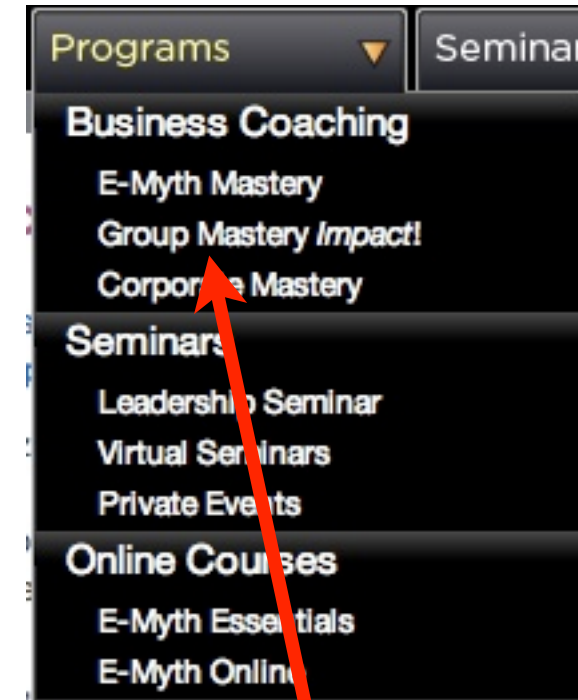 Programs Seminar
Business Coaching
E-Myth Mastery
Group Mastery Impact!
Corporate Mastery
Seminars
Leadership Seminar
Virtual Seminars
Private Events
Online Courses
E-Myth Essentials
E-Myth Online